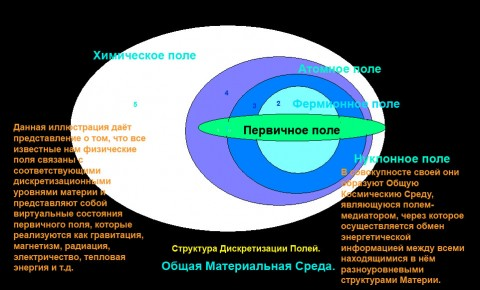 Химическое поле
Атомное поле
Фермионное поле
5
4
3
2
Первичное поле
Нуклонное поле
Данная иллюстрация даёт
представление о том, что все
известные нам физические
поля связаны с
соответствующими
дискретизационными
уровнями материи и
представляют собой
виртуальные состояния
первичного поля, которые
реализуются как гравитация,
магнетизм, радиация,
электричество, тепловая
энергия и т.д.
В совокупности своей они
образуют Общую
Космическую Среду,
являющуюся полем-
медиатором, через которое
осуществляется обмен
энергетической
информацией между всеми
находящимися в нём
разноуровневыми
структурами Материи.
Структура Дискретизации Полей.
Общая Материальная Среда.